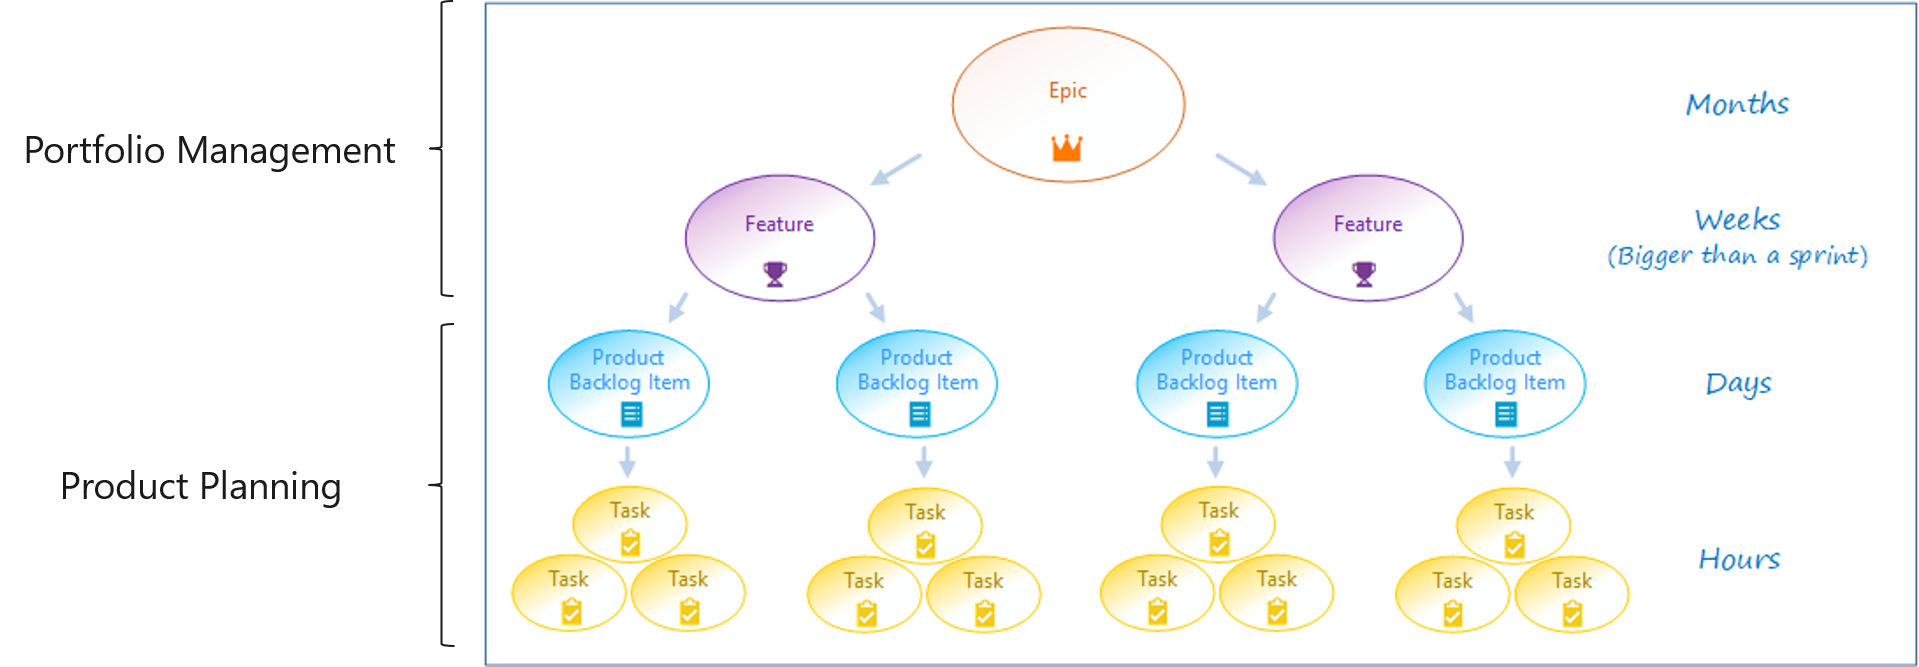 Epic
Months
Portfolio Management
Feature
Feature
Weeks
(Bigger than a sprint)
Product
Backlog Item
Product
Backlog Item
Product
Backlog Item
Product
Backlog Item
Days
Product Planning
Task
Task
Task
Task
Hours
Task
Task
Task
Task
Task
Task
Task
Task